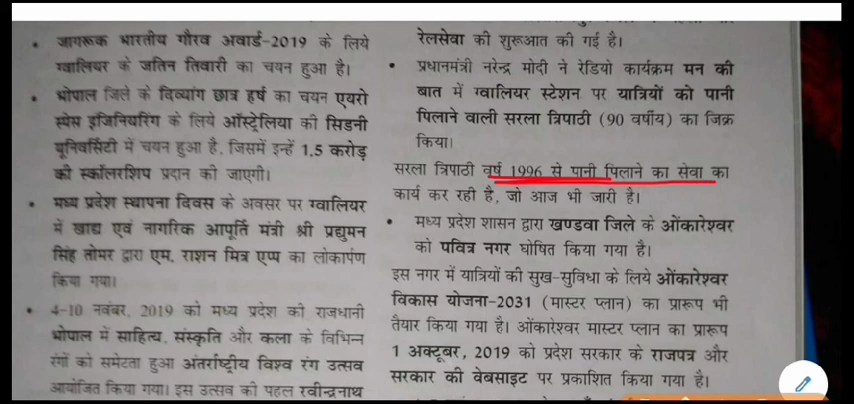 जागरूक भारतीय गौरव अवार्ड-2019 के लिये
ग्वालियर के जतिन तिवारी का चयन हुआ है।
भोपाल जिले के दिव्यांग छात्र हर्ष का चयन एयरो
स्पेस इंजिनियरिंग के लिये ऑस्ट्रेलिया की सिडनी
यूनिवर्सिटी में चयन हुआ है, जिसमें इन्हें 1.5 करोड़
की स्कॉलरशिप प्रदान की जाएगी।
मध्य प्रदेश स्थापना दिवस के अवसर पर ग्वालियर
में खाद्य एवं नागरिक आपूर्ति मंत्री श्री प्रद्युमन
सिंह तोमर द्वारा एम. राशन मित्र एप्प का लोकार्पण
किया गया।
4-10 नवंबर, 2019 को मध्य प्रदेश की राजधानी
भोपाल में साहित्य, संस्कृति और कला के विभिन्न
रंगों को समेटता हुआ अंतर्राष्ट्रीय विश्व रंग उत्सव
आयोजित किया गया। इस उत्सव की पहल रवीन्द्रनाथ
रेलसेवा की शुरूआत की गई है।
प्रधानमंत्री नरेन्द्र मोदी ने रेडियो कार्यक्रम मन की
बात में ग्वालियर स्टेशन पर यात्रियों को पानी
पिलाने वाली सरला त्रिपाठी (90 वर्षीय) का जिक्र
किया।
सरला त्रिपाठी वर्ष 1996 से पानी पिलाने का सेवा का
कार्य कर रही है, जो आज भी जारी है।
मध्य प्रदेश शासन द्वारा खण्डवा जिले के ओंकारेश्वर
को पवित्र नगर घोषित किया गया है।
इस नगर में यात्रियों की सुख-सुविधा के लिये ओंकारेश्वर
विकास योजना-2031 (मास्टर प्लान) का प्रारूप भी
तैयार किया गया है। ओंकारेश्वर मास्टर प्लान का प्रारूप
1 अक्टूबर, 2019 को प्रदेश सरकार के राजपत्र और
सरकार की वेबसाइट पर प्रकाशित किया गया है।